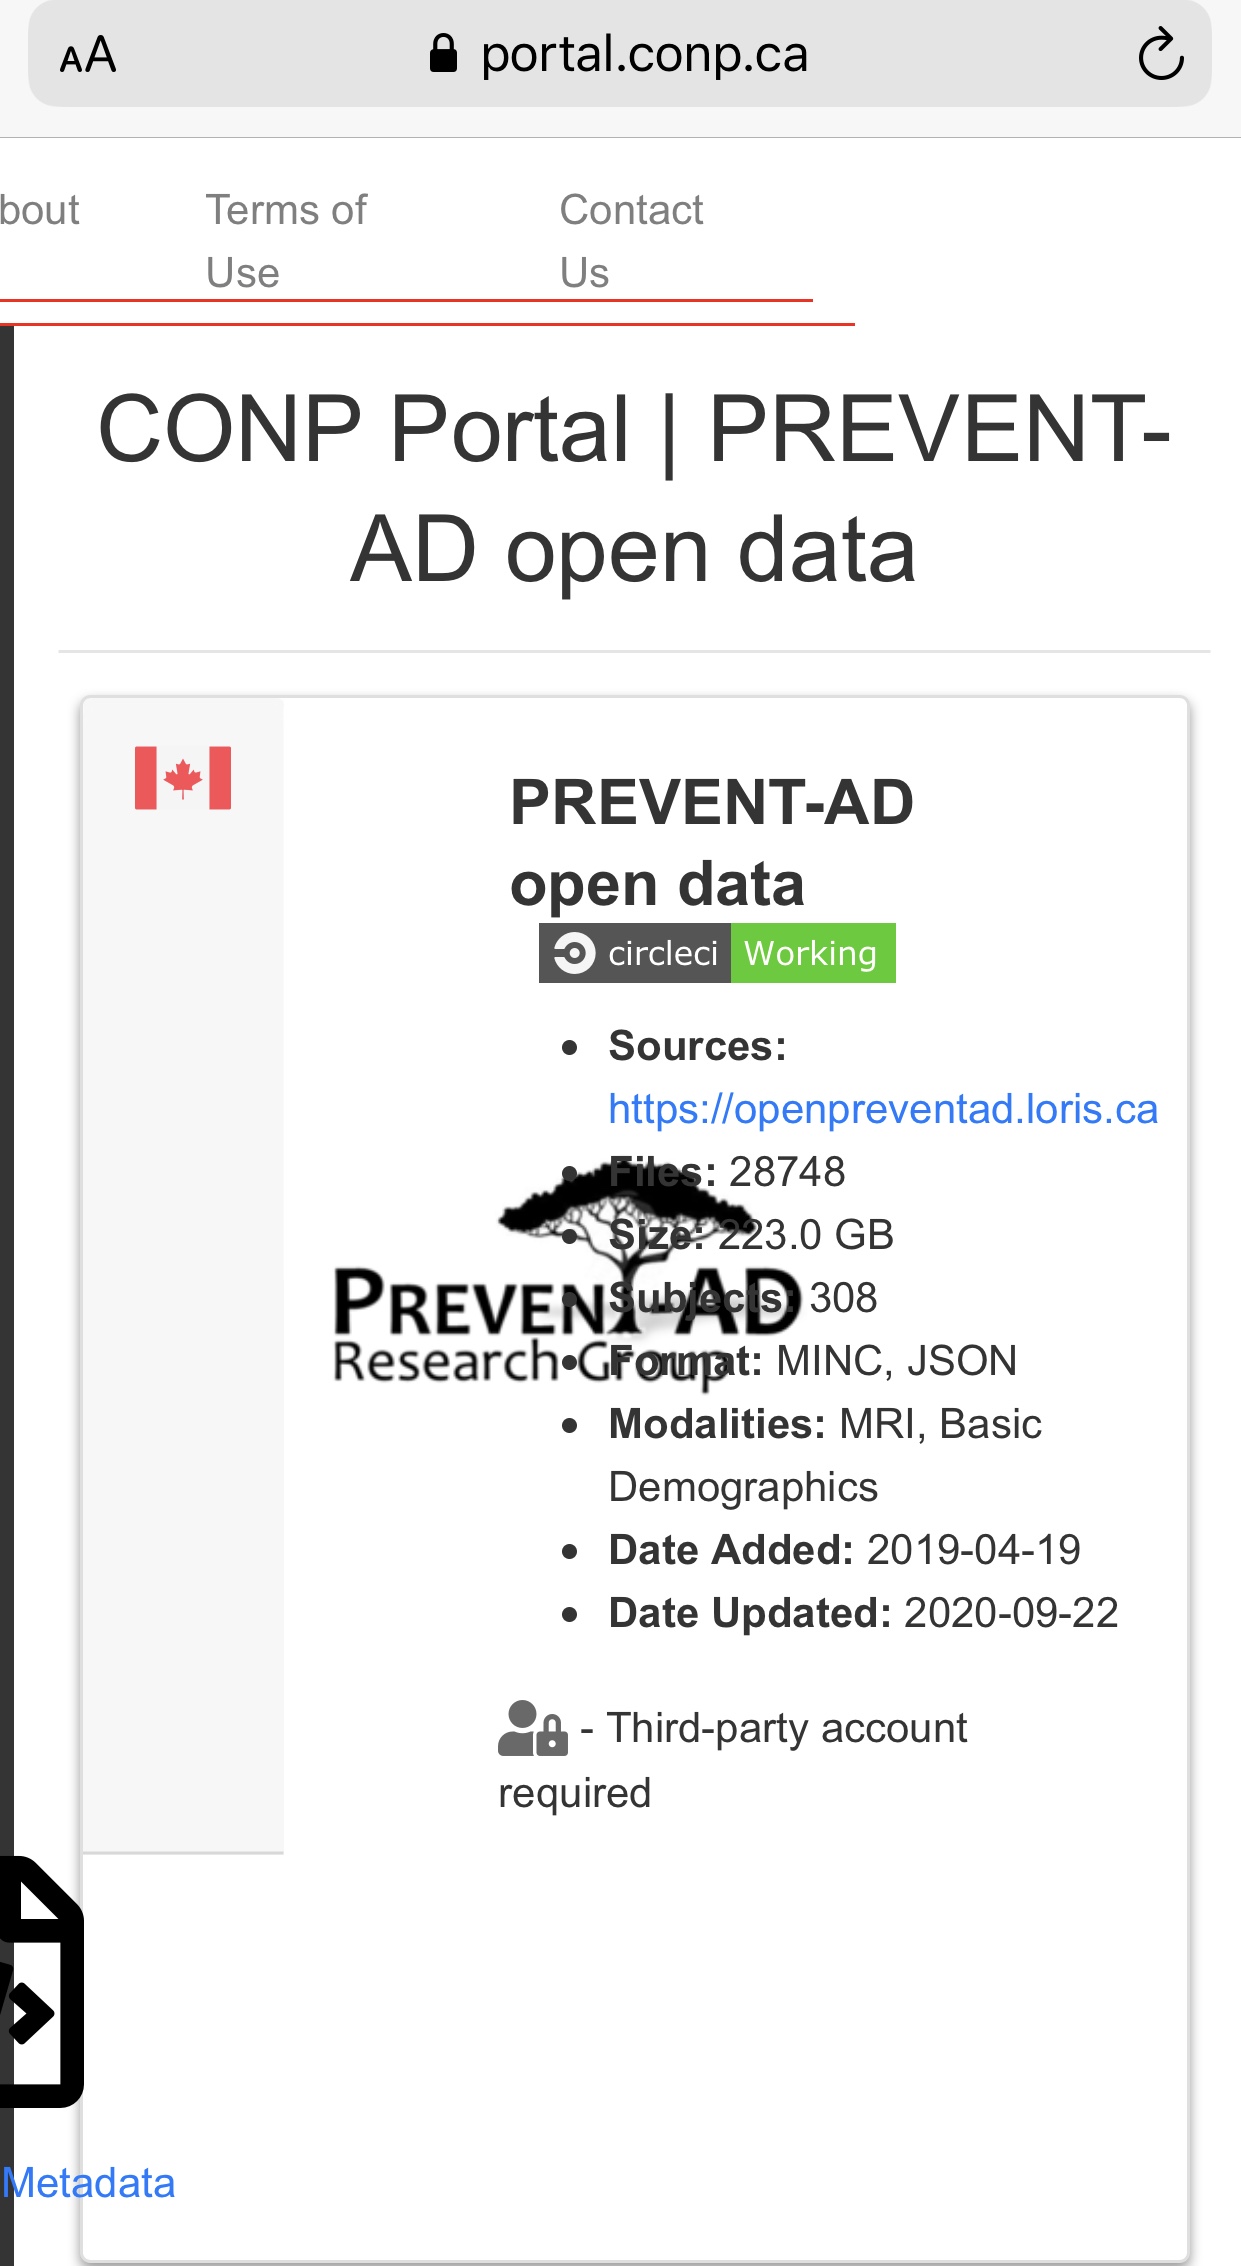 AA portal.conp.ca
bout Terms of Contact
Use Us
CONP Portal | PREVENT-
AD open data
PREVENT-AD
open data
circleci Working
• Sources:
https://openpreventad.loris.ca
• Files: 28748
• Size: 223.0 GB
• Subjects: 308
• Format: MINC, JSON
• Modalities: MRI, Basic
Demographics
• Date Added: 2019-04-19
• Date Updated: 2020-09-22
PREVENT AD
Research Group
- Third-party account
required
Metadata